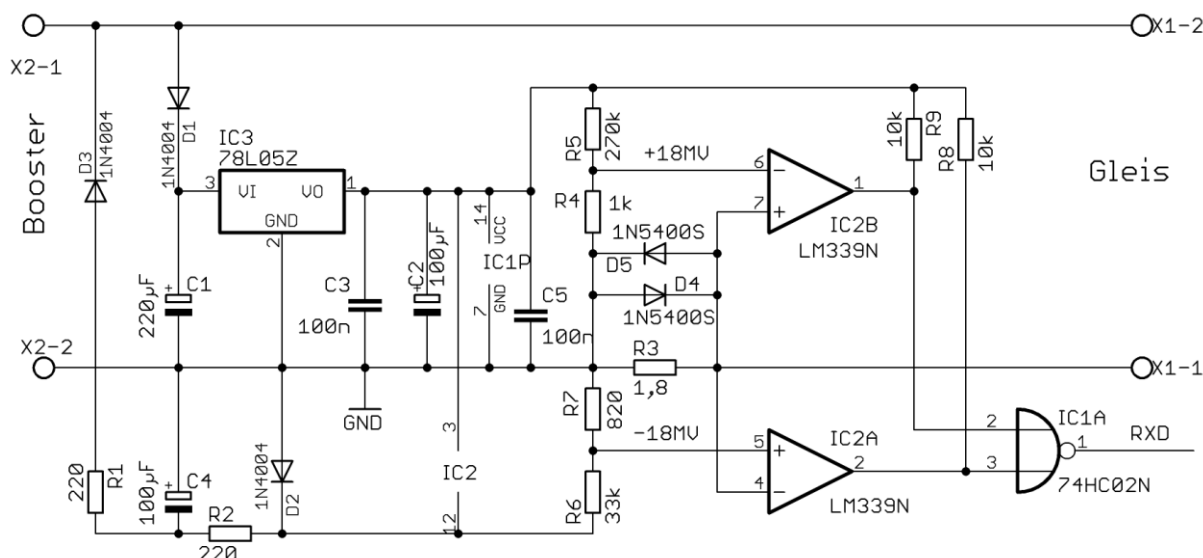 X2-1
Booster
X2-2
D3
1N4004
1N4004
D1
IC3
78L05Z
3
VI
VO
1
GND
2
+
C1
220µF
C3
100n
+
C2
100µF
14
VCC
IC1P
7
GND
C5
100n
R5
270k
+18MV
R4
1k
1N5400S
D5
D4
1N5400S
R3
1,8
6
−
7
+
1
IC2B
LM339N
10k
R9
R8
10k
Gleis
X1-2
X1-1
GND
220
R1
100µF
+
C4
R2
220
1N4004
D2
3
IC2
12
R7
820
-18MV
R6
33k
5
+
4
−
2
IC2A
LM339N
2
3
IC1A
1
RXD
74HC02N